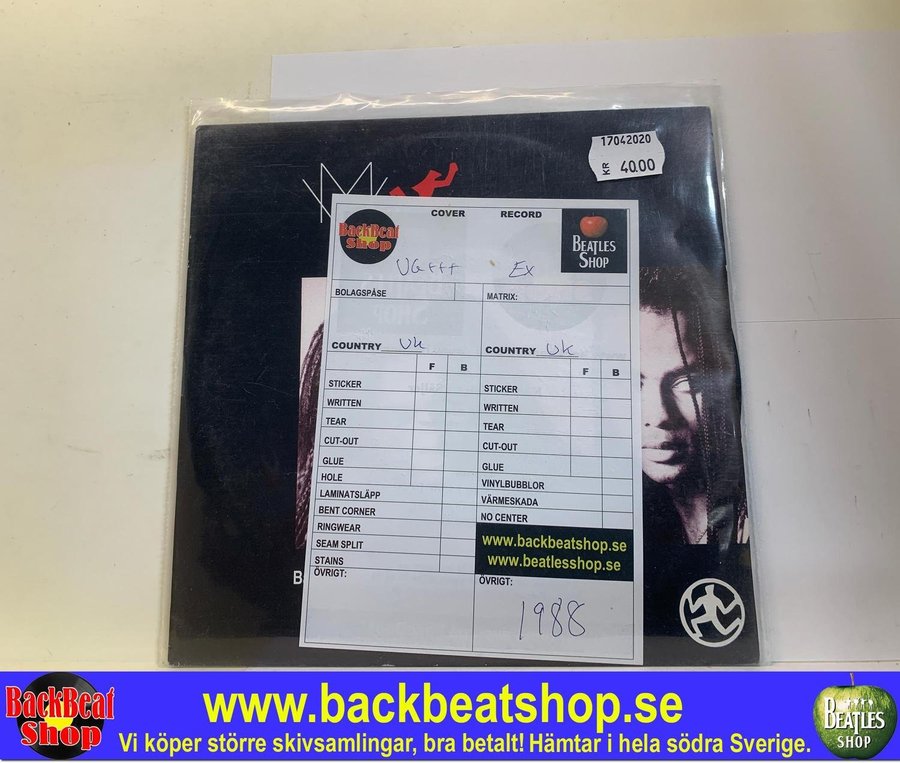 17042020
KR 40.00
COVER RECORD
BackBeat
Shop
BEATLES
SHOP
VG+++ Ex
BOLAGSPÅSE
MATRIX:
COUNTRY UK
COUNTRY UK
F B
F B
STICKER
STICKER
WRITTEN
WRITTEN
TEAR
TEAR
CUT-OUT
CUT-OUT
GLUE
GLUE
HOLE
VINYLBUBBLOR
LAMINATSLÄPP
VÄRMESKADA
BENT CORNER
NO CENTER
RINGWEAR
www.backbeatshop.se
SEAM SPLIT
www.beatlesshop.se
STAINS
ÖVRIGT:
ÖVRIGT:
1988
BackBeat
Shop
www.backbeatshop.se
Vi köper större skivsamlingar, bra betalt! Hämtar i hela södra Sverige.
BEATLES
SHOP